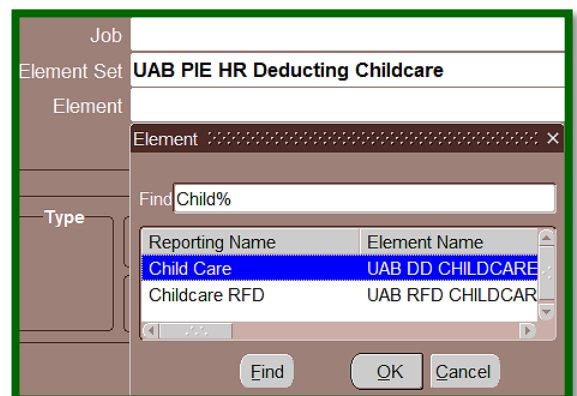 Job
Element Set UAB PIE HR Deducting Childcare
Element
Element ×
Find Child%
Type
Reporting Name Element Name
Child Care UAB DD CHILDCARE
Childcare RFD UAB RFD CHILDCAR
Find OK Cancel